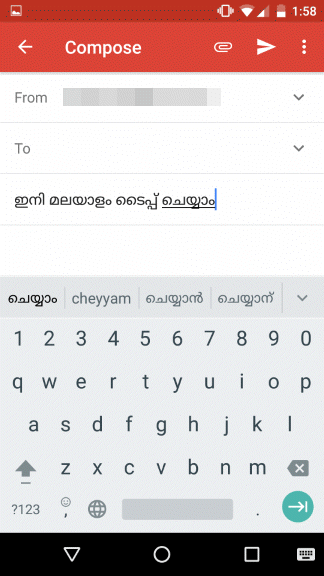 1:58
Compose
From
To
ഇനി മലയാളം ടൈപ്പ് ചെയ്യാം
ചെയ്യാം cheyyam ചെയ്യാൻ ചെയ്യാന്
1 2 3 4 5 6 7 8 9 0
q w e r t y u i o p
a s d f g h j k l
z x c v b n m
?123 , .